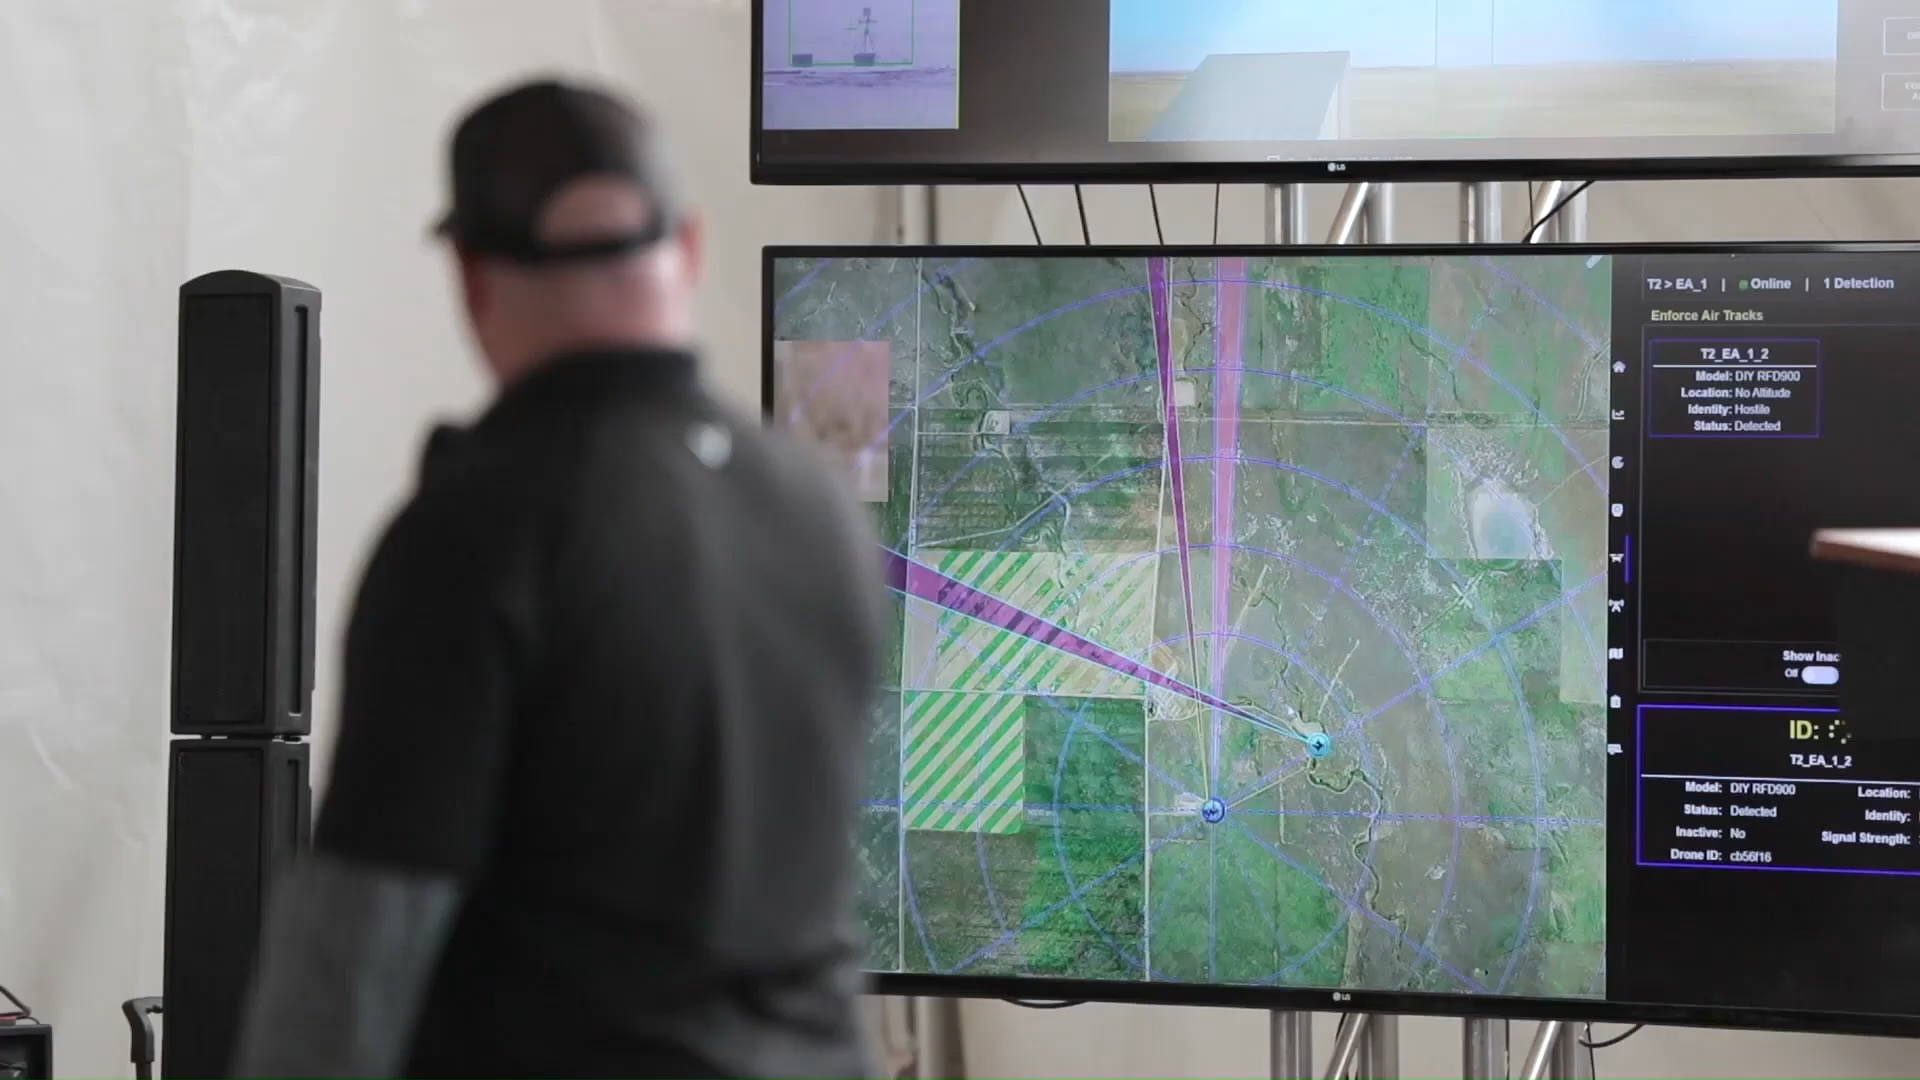 LG
T2 > EA_1 | Online | 1 Detection
Enforce Air Tracks
T2_EA_1_2
Model: DIY RFD900
Location: No Altitude
Identity: Hostile
Status: Detected
Show Inac
Off
ID:
T2_EA_1_2
Model: DIY RFD900
Location:
Status: Detected
Identity:
Inactive: No
Signal Strength:
Drone ID: cb56f16
LG